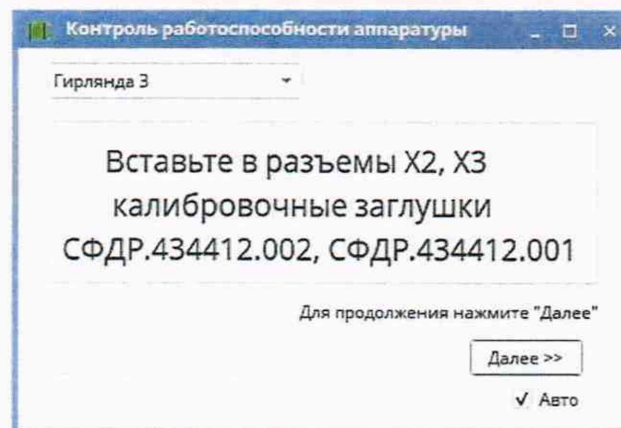 Контроль работоспособности аппаратуры
Гирлянда 3
Вставьте в разъемы X2, X3
калибровочные заглушки
СФДР.434412.002, СФДР.434412.001
Для продолжения нажмите "Далее"
Далее >>
✓ Авто